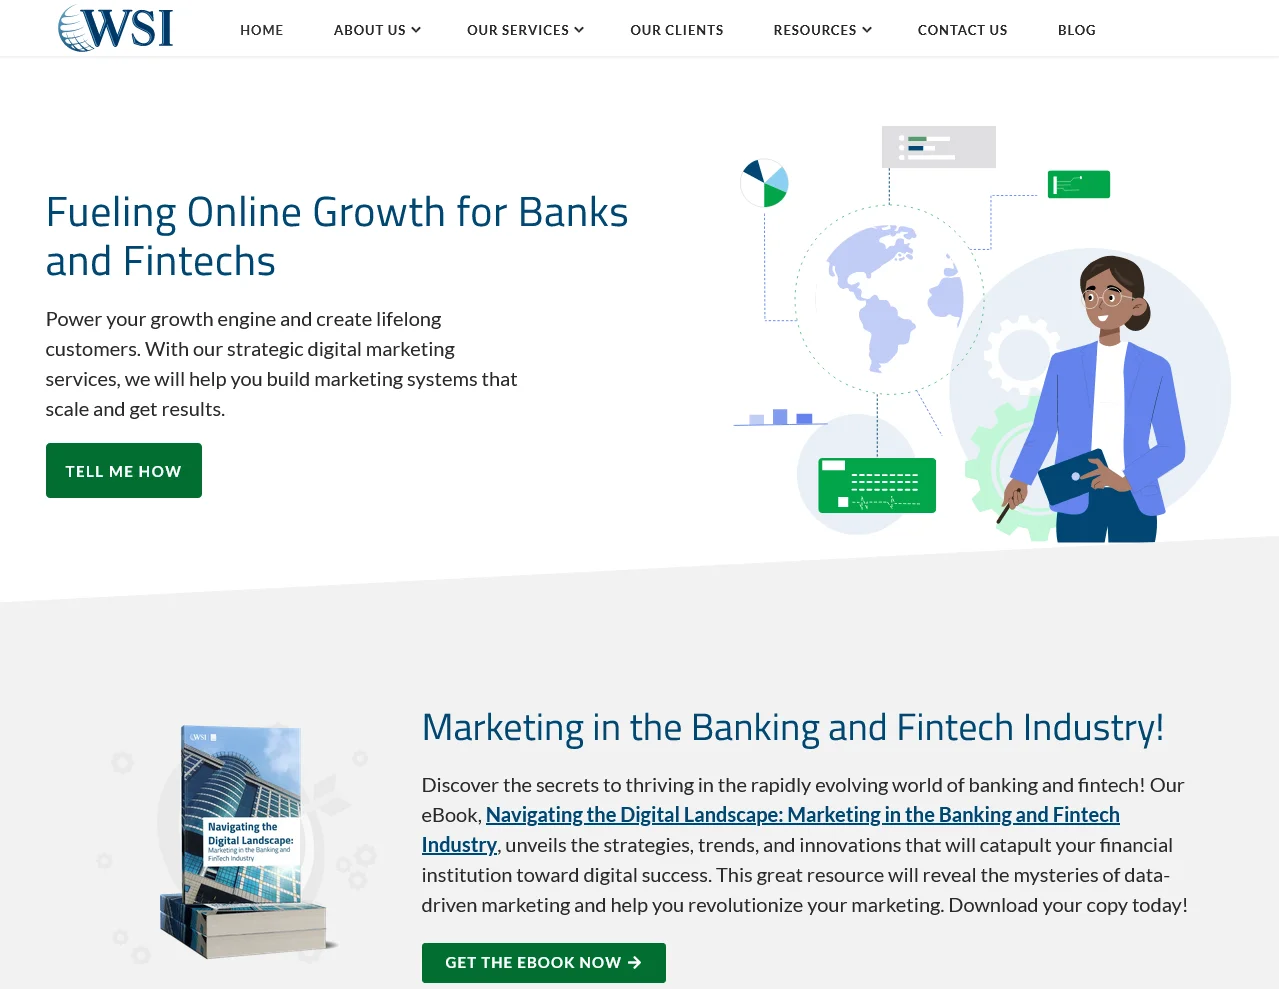 WSI
HOME
ABOUT US
OUR SERVICES
OUR CLIENTS
RESOURCES
CONTACT US
BLOG
Fueling Online Growth for Banks
and Fintechs
Power your growth engine and create lifelong
customers. With our strategic digital marketing
services, we will help you build marketing systems that
scale and get results.
TELL ME HOW
WSI
Navigating the
Digital Landscape:
Marketing in the Banking and
FinTech Industry
Marketing in the Banking and Fintech Industry!
Discover the secrets to thriving in the rapidly evolving world of banking and fintech! Our
eBook, Navigating the Digital Landscape: Marketing in the Banking and Fintech
Industry, unveils the strategies, trends, and innovations that will catapult your financial
institution toward digital success. This great resource will reveal the mysteries of data-
driven marketing and help you revolutionize your marketing. Download your copy today!
GET THE EBOOK NOW →